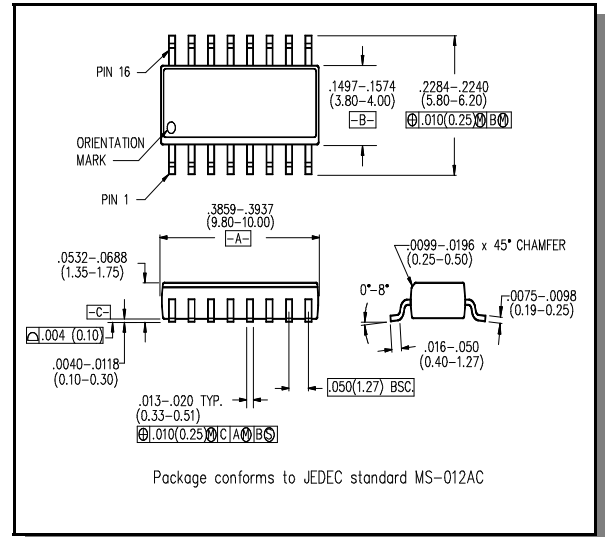 PIN 16
.1497–.1574
(3.80–4.00)
-B-
.2284–.2240
(5.80–6.20)
⌖ .010(0.25)Ⓜ B Ⓜ
ORIENTATION
MARK
PIN 1
.3859–.3937
(9.80–10.00)
-A-
.0532–.0688
(1.35–1.75)
.0099–.0196 x 45° CHAMFER
(0.25–0.50)
-C-
0°-8°
.0075–.0098
(0.19–0.25)
⌓ .004 (0.10)
.0040–.0118
(0.10–0.30)
.016–.050
(0.40–1.27)
.013–.020 TYP.
(0.33–0.51)
.050(1.27) BSC.
⌖ .010(0.25)Ⓜ C A Ⓜ B Ⓢ
Package conforms to JEDEC standard MS-012AC